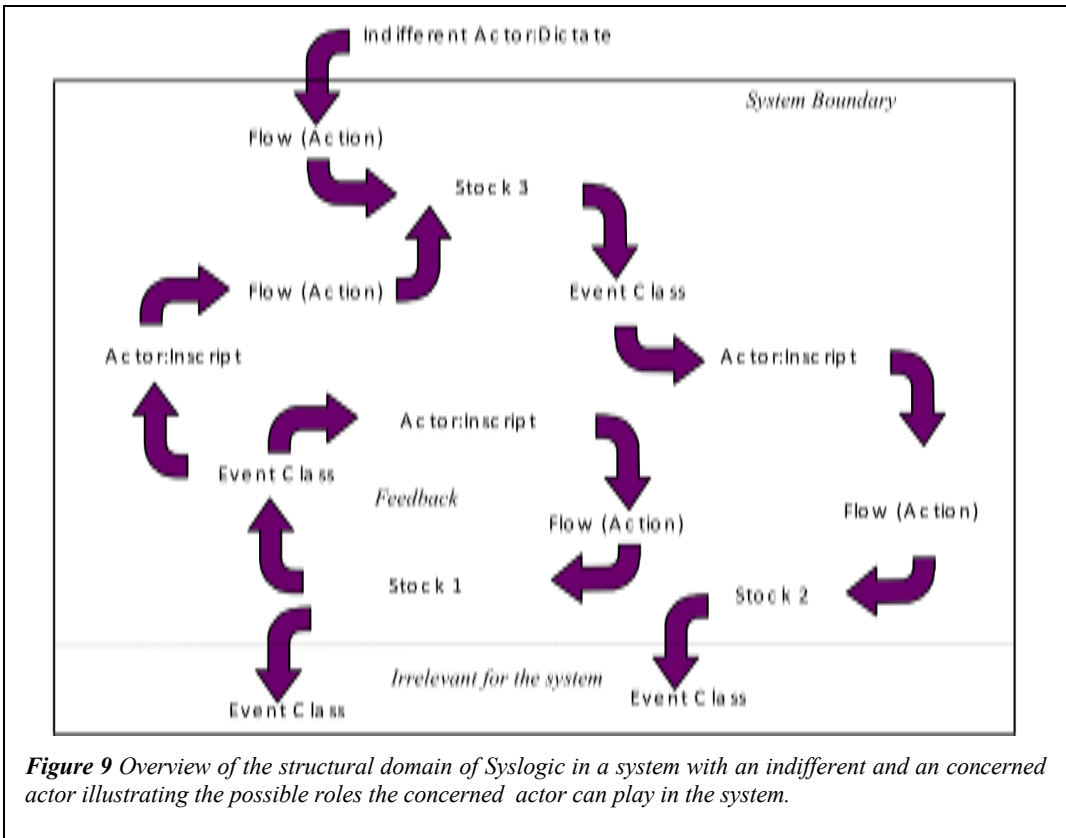 Indifferent Actor:Dictate
System Boundary
Flow (Action)
Stock 3
Flow (Action)
Event Class
Actor:Inscript
Actor:Inscript
Actor:Inscript
Event Class
Feedback
Flow (Action)
Flow (Action)
Stock 1
Stock 2
Irrelevant for the system
Event Class
Event Class
Figure 9 Overview of the structural domain of Syslogic in a system with an indifferent and an concerned
actor illustrating the possible roles the concerned actor can play in the system.